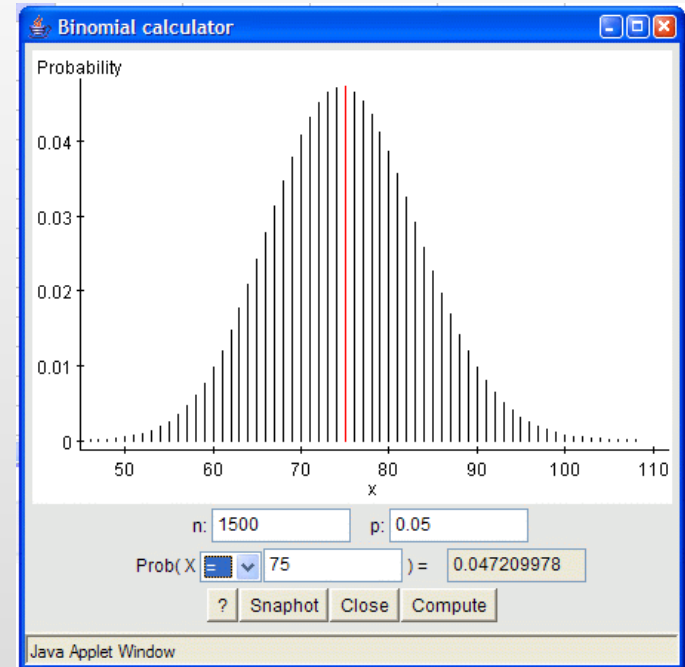 Binomial calculator
Probability
0.04
0.03
0.02
0.01
0
50 60 70 80 90 100 110
x
n: 1500 p: 0.05
Prob( X = 75 ) = 0.047209978
? Snaphot Close Compute
Java Applet Window